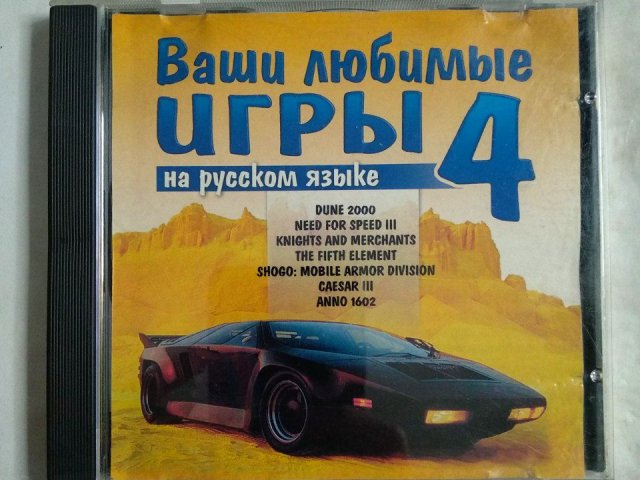 Ваши любимые
игры 4
на русском языке
DUNE 2000
NEED FOR SPEED III
KNIGHTS AND MERCHANTS
THE FIFTH ELEMENT
SHOGO: MOBILE ARMOR DIVISION
CAESAR III
ANNO 1602